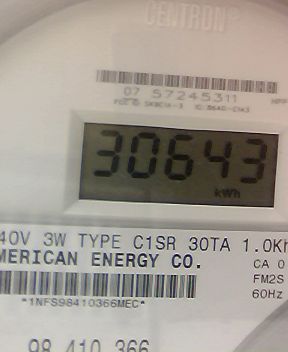 CENTRON®
07 57245311
30643
kWh
40V 3W TYPE C1SR 30TA 1.0Kh
MERICAN ENERGY CO.
CA 0
FM2S
*1NFS98410366MEC*
60Hz
98 410 366